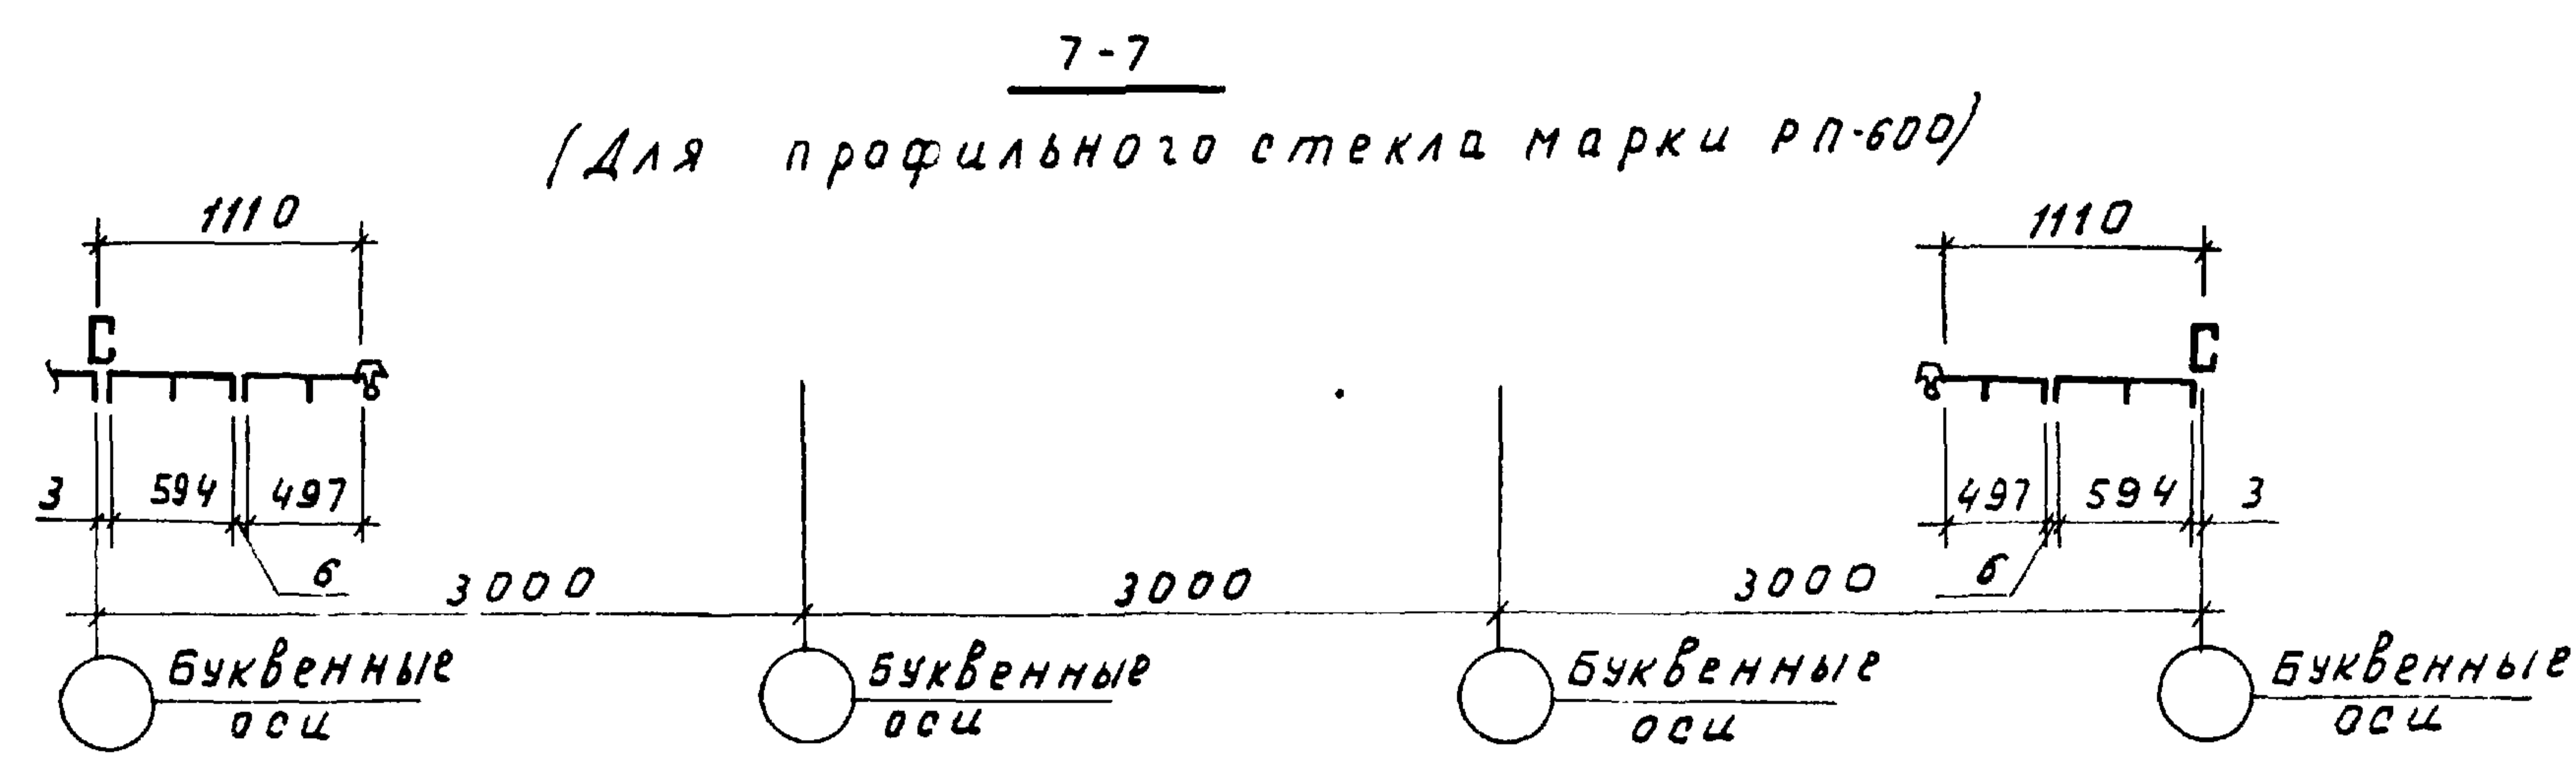 7-7
(Для профильного стекла марки РП-600)
1110
1110
3
594
497
497
594
3
6
6
3000
3000
3000
Буквенные
оси
Буквенные
оси
Буквенные
оси
Буквенные
оси